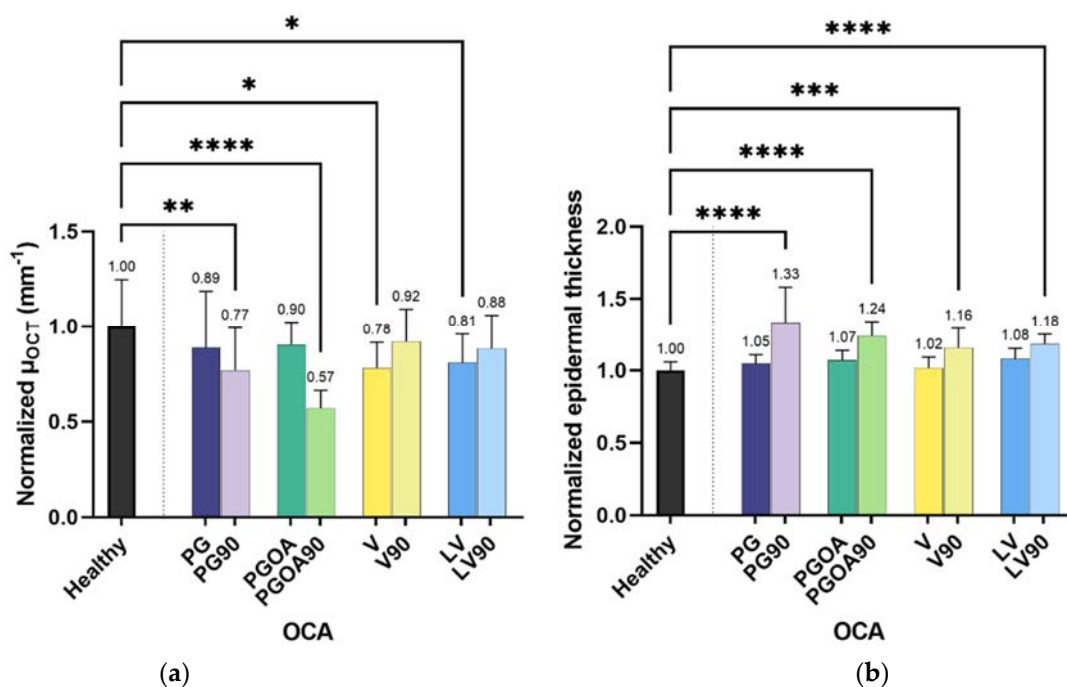 *
*
****
**
Normalized μOCT (mm-1)
1.5
1.0
0.5
0.0
1.00
0.89
0.77
0.90
0.57
0.78
0.92
0.81
0.88
Healthy
PG
PG90
PGOA
PGOA90
V
V90
LV
LV90
OCA
(a)
****
***
****
****
Normalized epidermal thickness
2.0
1.5
1.0
0.5
0.0
1.00
1.05
1.33
1.07
1.24
1.02
1.16
1.08
1.18
Healthy
PG
PG90
PGOA
PGOA90
V
V90
LV
LV90
OCA
(b)